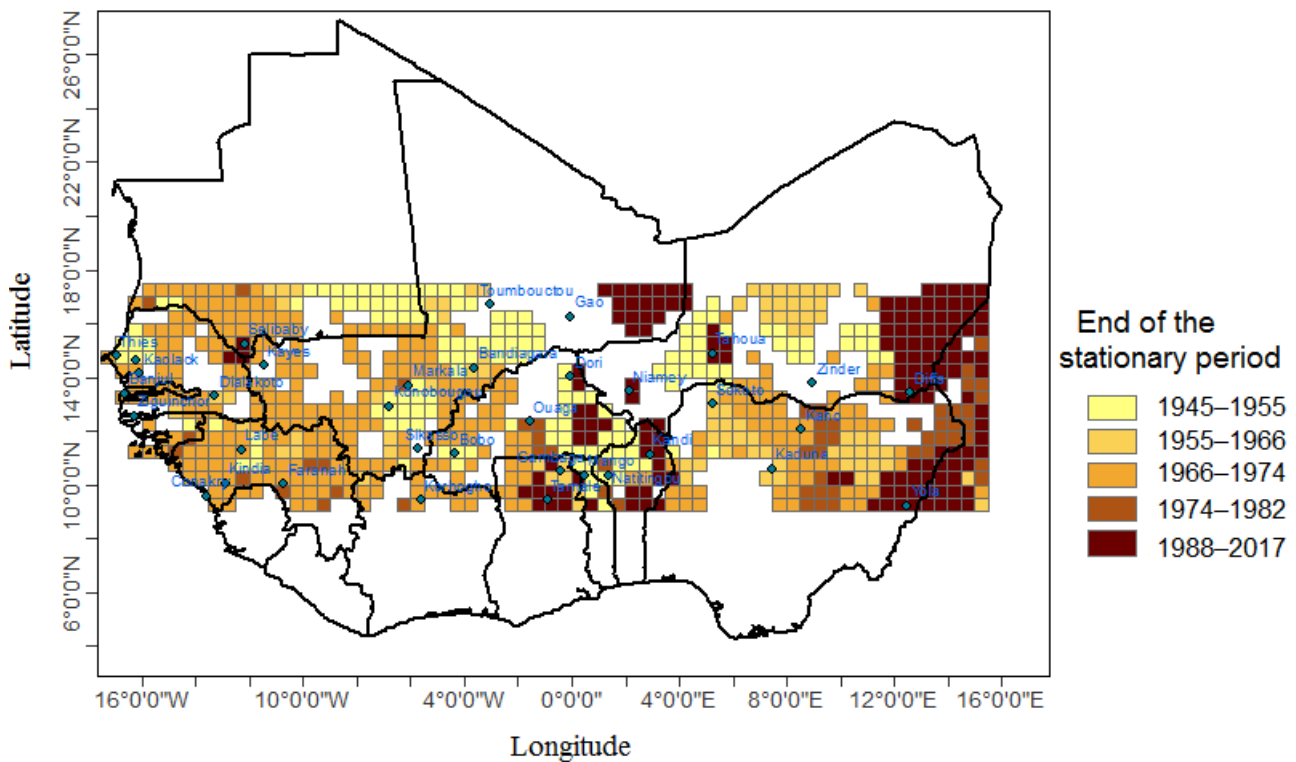 26°0'0"N
22°0'0"N
18°0'0"N
14°0'0"N
10°0'0"N
6°0'0"N
Latitude
Toumbouctou
Gao
Thies
Selibaby
Kaolack
Kayes
Bandiagara
Tahoua
Dori
Zinder
Banjul
Dialakoto
Markala
Niamey
Diffa
Ziguinchor
Konobougou
Sokoto
Ouaga
Kano
Labe
Sikasso
Bobo
Kandi
Kindia
Faranah
Gambaga
Mango
Kaduna
Conakry
Natitingou
Tamale
Yola
16°0'0"W
10°0'0"W
4°0'0"W
0°0'0"
4°0'0"E
8°0'0"E
12°0'0"E
16°0'0"E
Longitude
End of the
stationary period
1945–1955
1955–1966
1966–1974
1974–1982
1988–2017